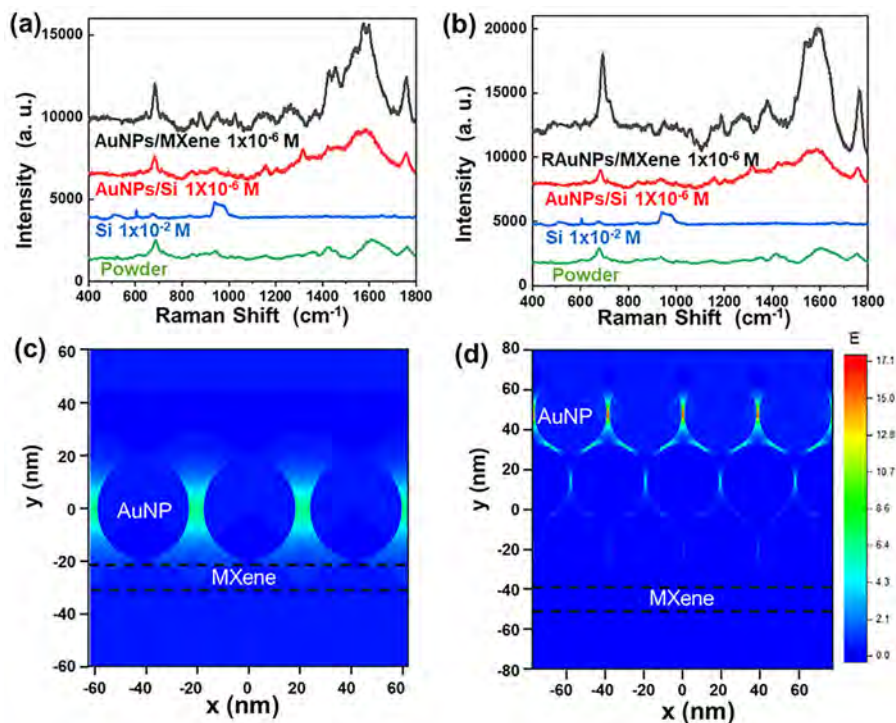 (a)
15000
10000
5000
0
Intensity (a. u.)
AuNPs/MXene 1x10⁻⁶ M
AuNPs/Si 1X10⁻⁶ M
Si 1x10⁻² M
Powder
400 600 800 1000 1200 1400 1600 1800
Raman Shift (cm⁻¹)
(b)
20000
15000
10000
5000
0
Intensity (a. u.)
RAuNPs/MXene 1x10⁻⁶ M
AuNPs/Si 1X10⁻⁶ M
Si 1x10⁻² M
Powder
400 600 800 1000 1200 1400 1600 1800
Raman Shift (cm⁻¹)
(c)
60
40
20
0
-20
-40
-60
y (nm)
AuNP
MXene
-60 -40 -20 0 20 40 60
x (nm)
(d)
80
60
40
20
0
-20
-40
-60
-80
y (nm)
AuNP
MXene
-60 -40 -20 0 20 40 60
x (nm)
E
17.1
14.8
12.8
10.7
8.6
6.4
4.3
2.1
0.0